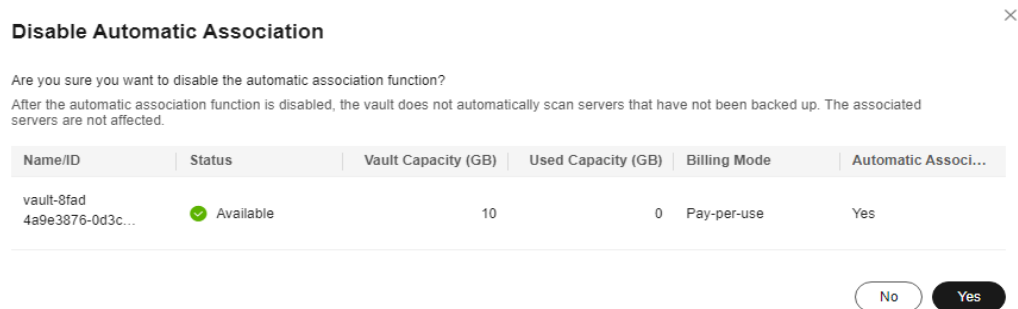 Disable Automatic Association
Are you sure you want to disable the automatic association function?
After the automatic association function is disabled, the vault does not automatically scan servers that have not been backed up. The associated
servers are not affected.
Name/ID Status Vault Capacity (GB) Used Capacity (GB) Billing Mode Automatic Associ...
vault-8fad
4a9e3876-0d3c... Available 10 0 Pay-per-use Yes
No Yes